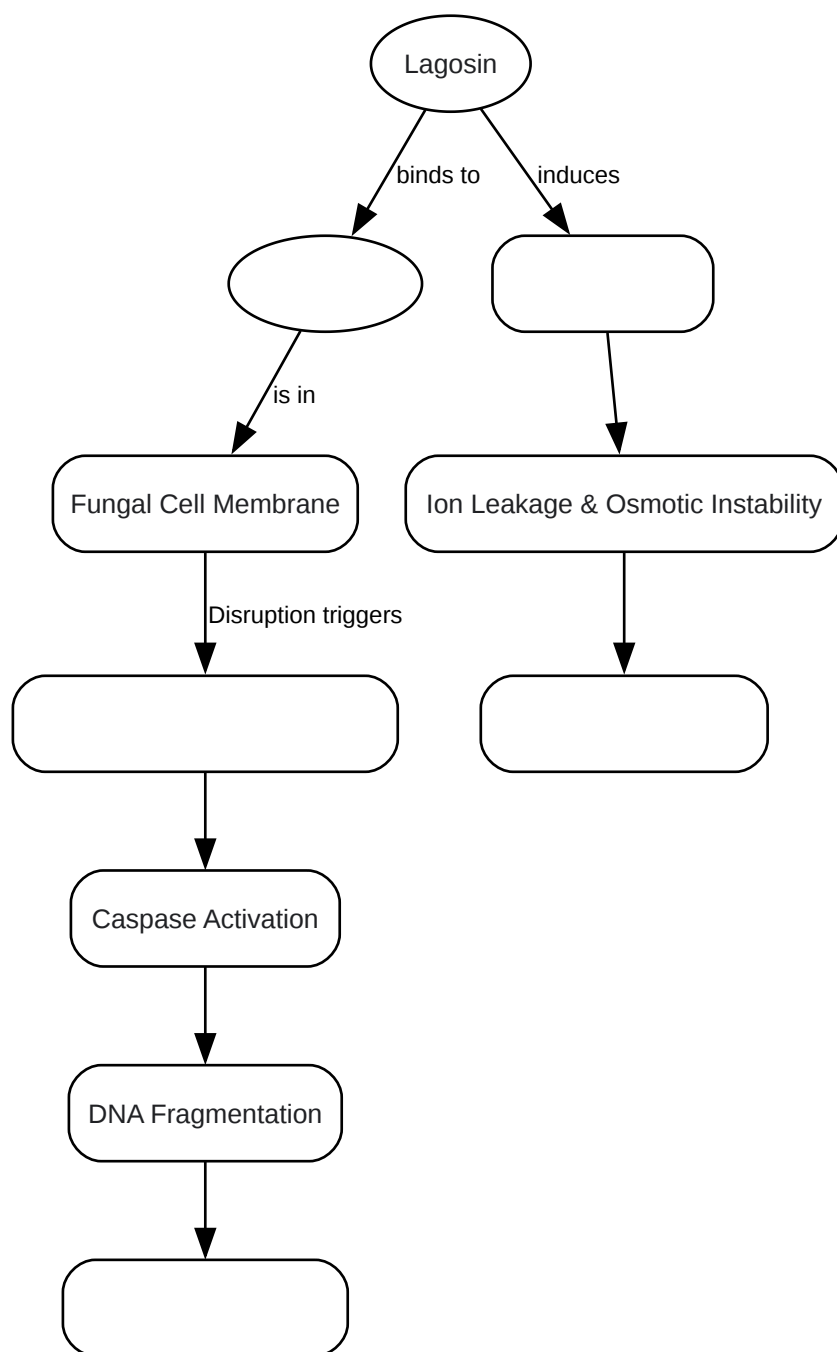 Lagosin
binds to
induces
is in
Fungal Cell Membrane
Ion Leakage & Osmotic Instability
Disruption triggers
Caspase Activation
DNA Fragmentation